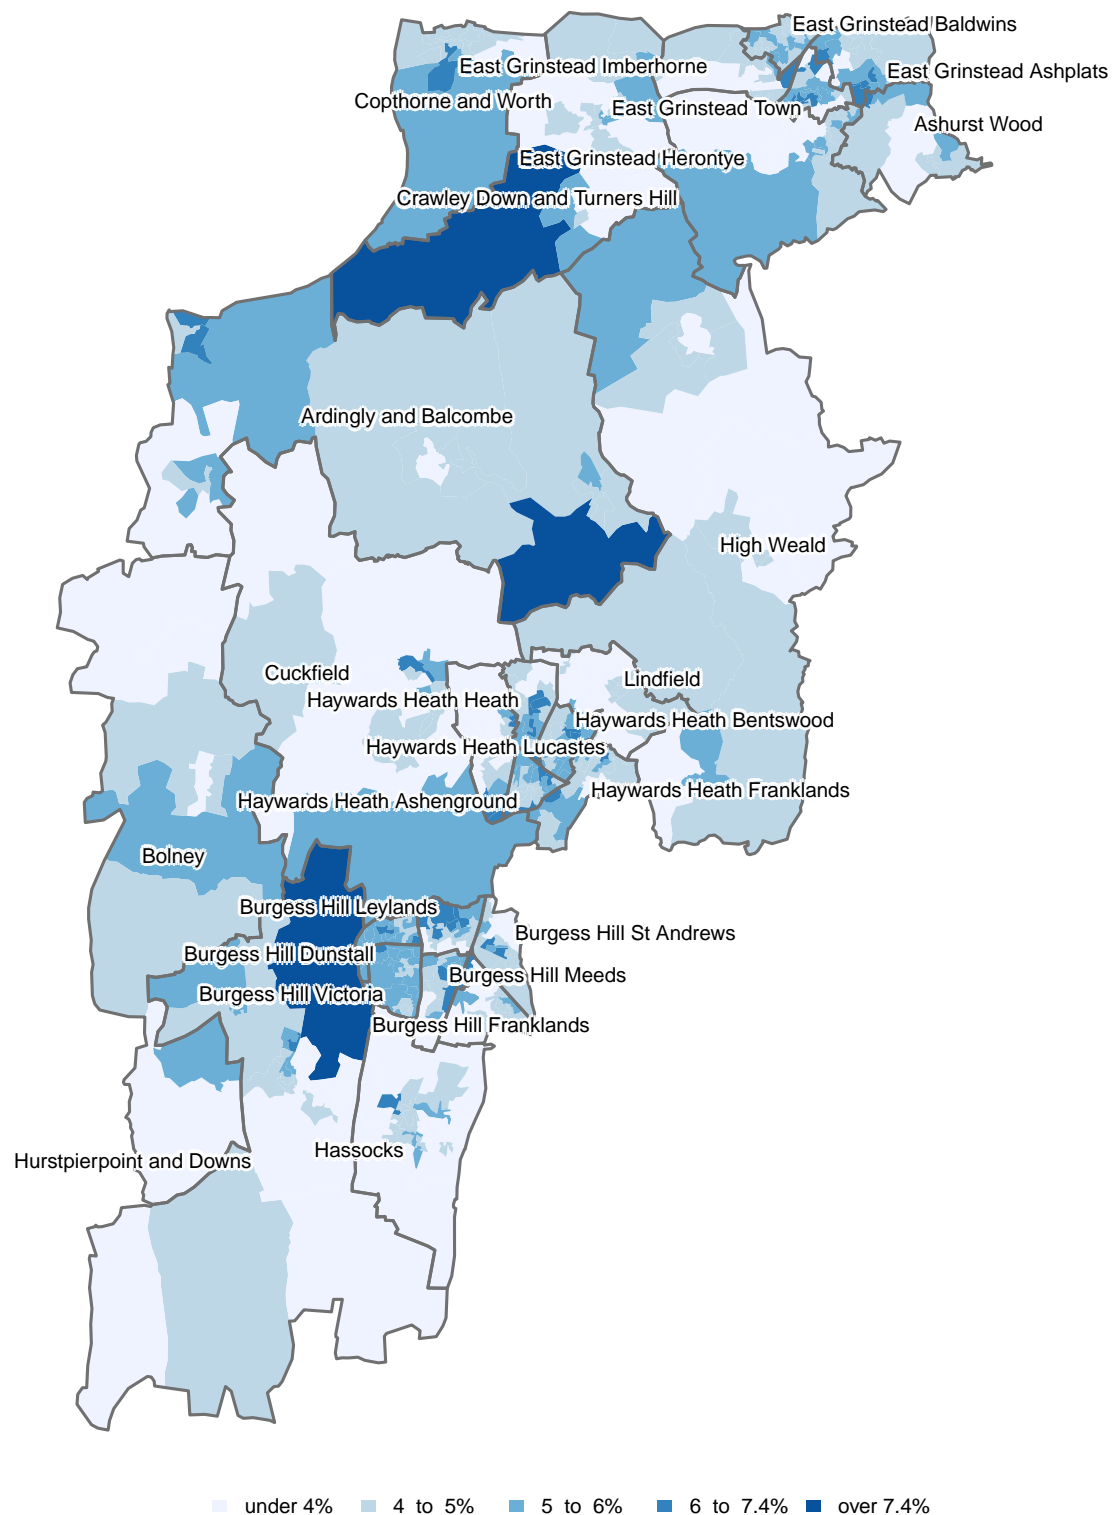 East Grinstead Baldwins
East Grinstead Imberhorne
East Grinstead Ashplats
Copthorne and Worth
East Grinstead Town
Ashurst Wood
East Grinstead Herontye
Crawley Down and Turners Hill
Ardingly and Balcombe
High Weald
Cuckfield
Lindfield
Haywards Heath Heath
Haywards Heath Bentswood
Haywards Heath Lucastes
Haywards Heath Franklands
Haywards Heath Ashenground
Bolney
Burgess Hill Leylands
Burgess Hill St Andrews
Burgess Hill Dunstall
Burgess Hill Meeds
Burgess Hill Victoria
Burgess Hill Franklands
Hassocks
Hurstpierpoint and Downs
under 4% 4 to 5% 5 to 6% 6 to 7.4% over 7.4%